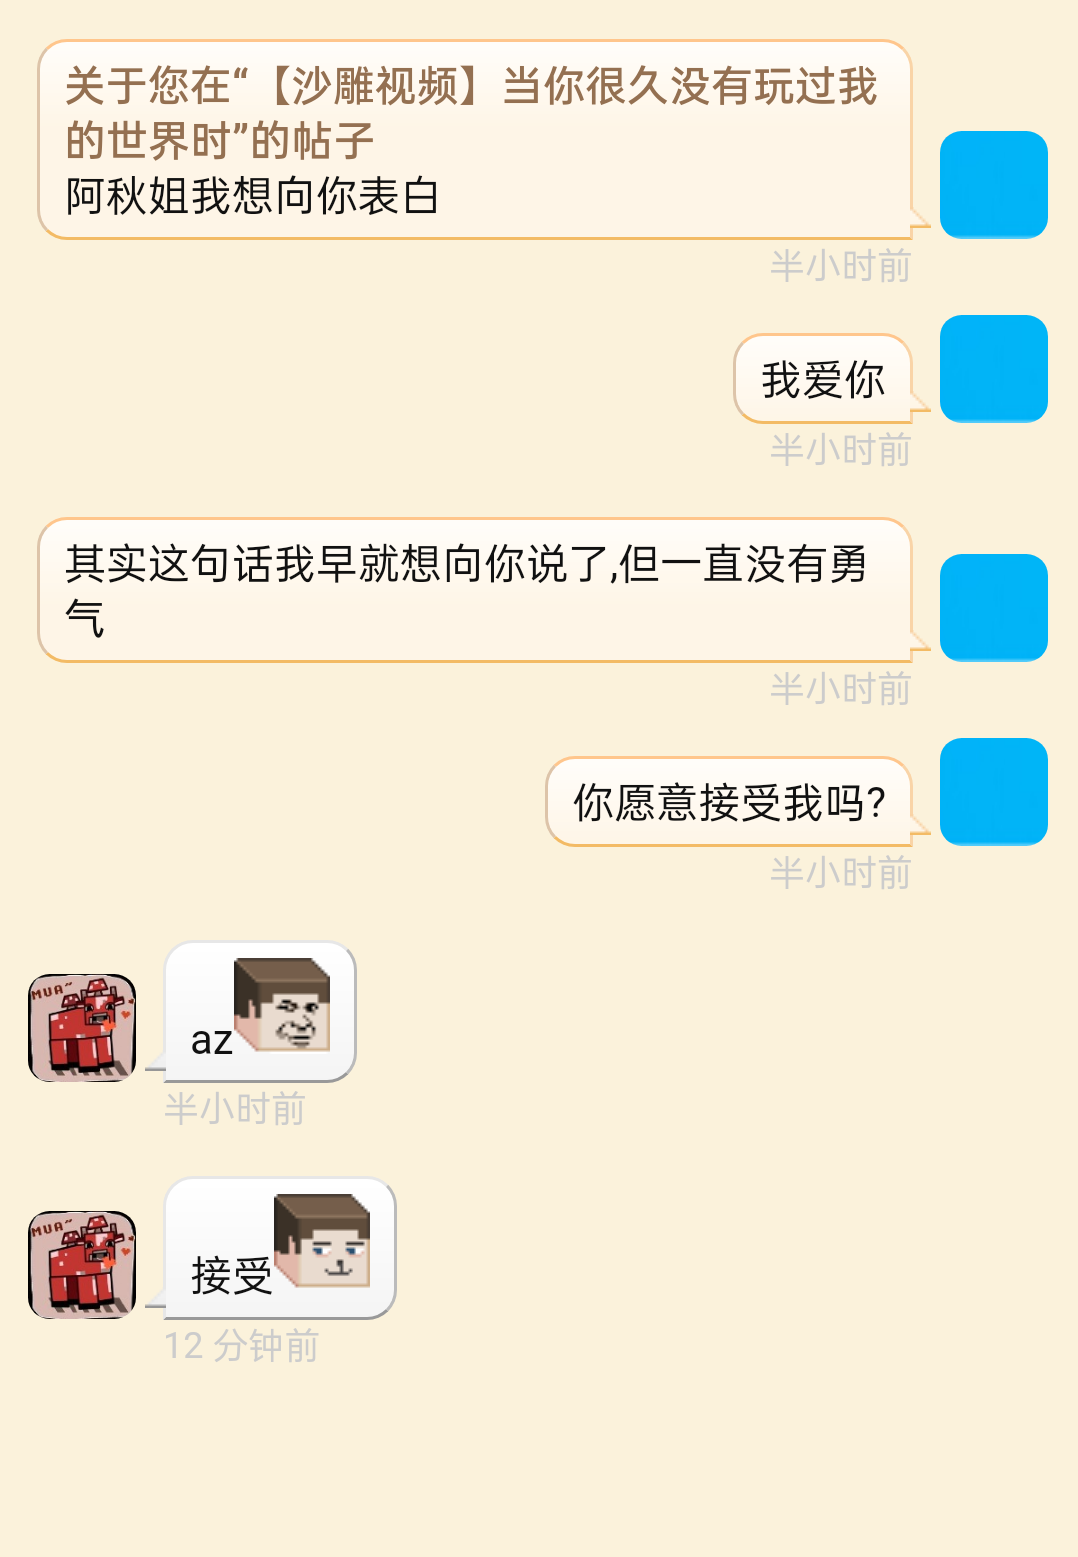 关于您在“【沙雕视频】当你很久没有玩过我
的世界时”的帖子
阿秋姐我想向你表白
半小时前
我爱你
半小时前
其实这句话我早就想向你说了,但一直没有勇
气
半小时前
你愿意接受我吗?
半小时前
az
MUA~
半小时前
接受
MUA~
12 分钟前